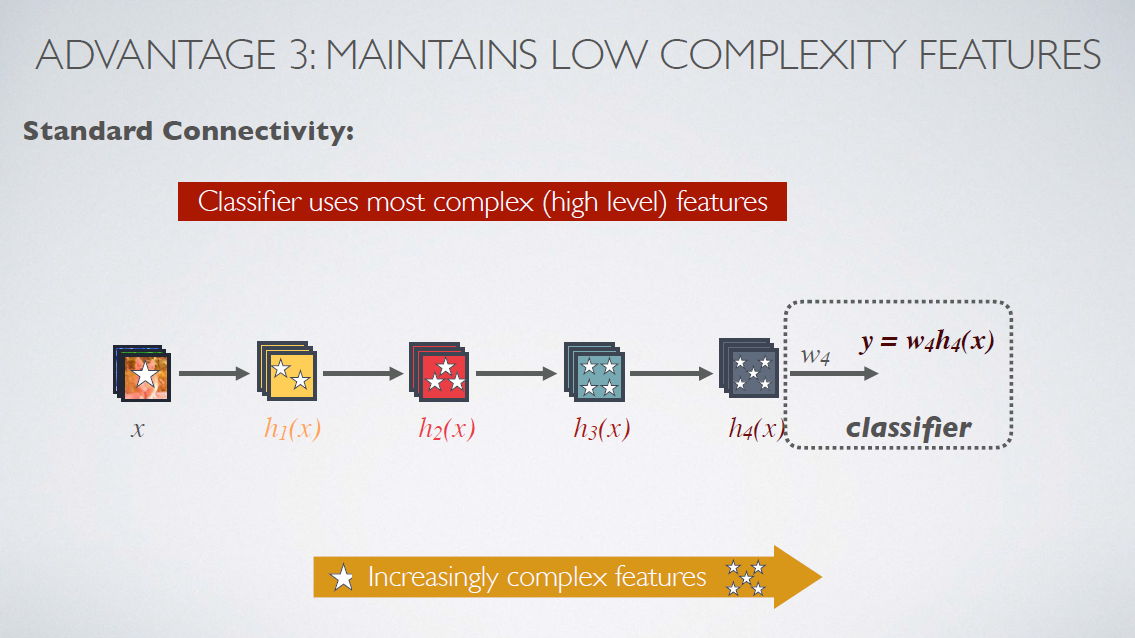 ADVANTAGE 3: MAINTAINS LOW COMPLEXITY FEATURES
Standard Connectivity:
Classifier uses most complex (high level) features
w4
y = w4h4(x)
x
h1(x)
h2(x)
h3(x)
h4(x)
classifier
Increasingly complex features